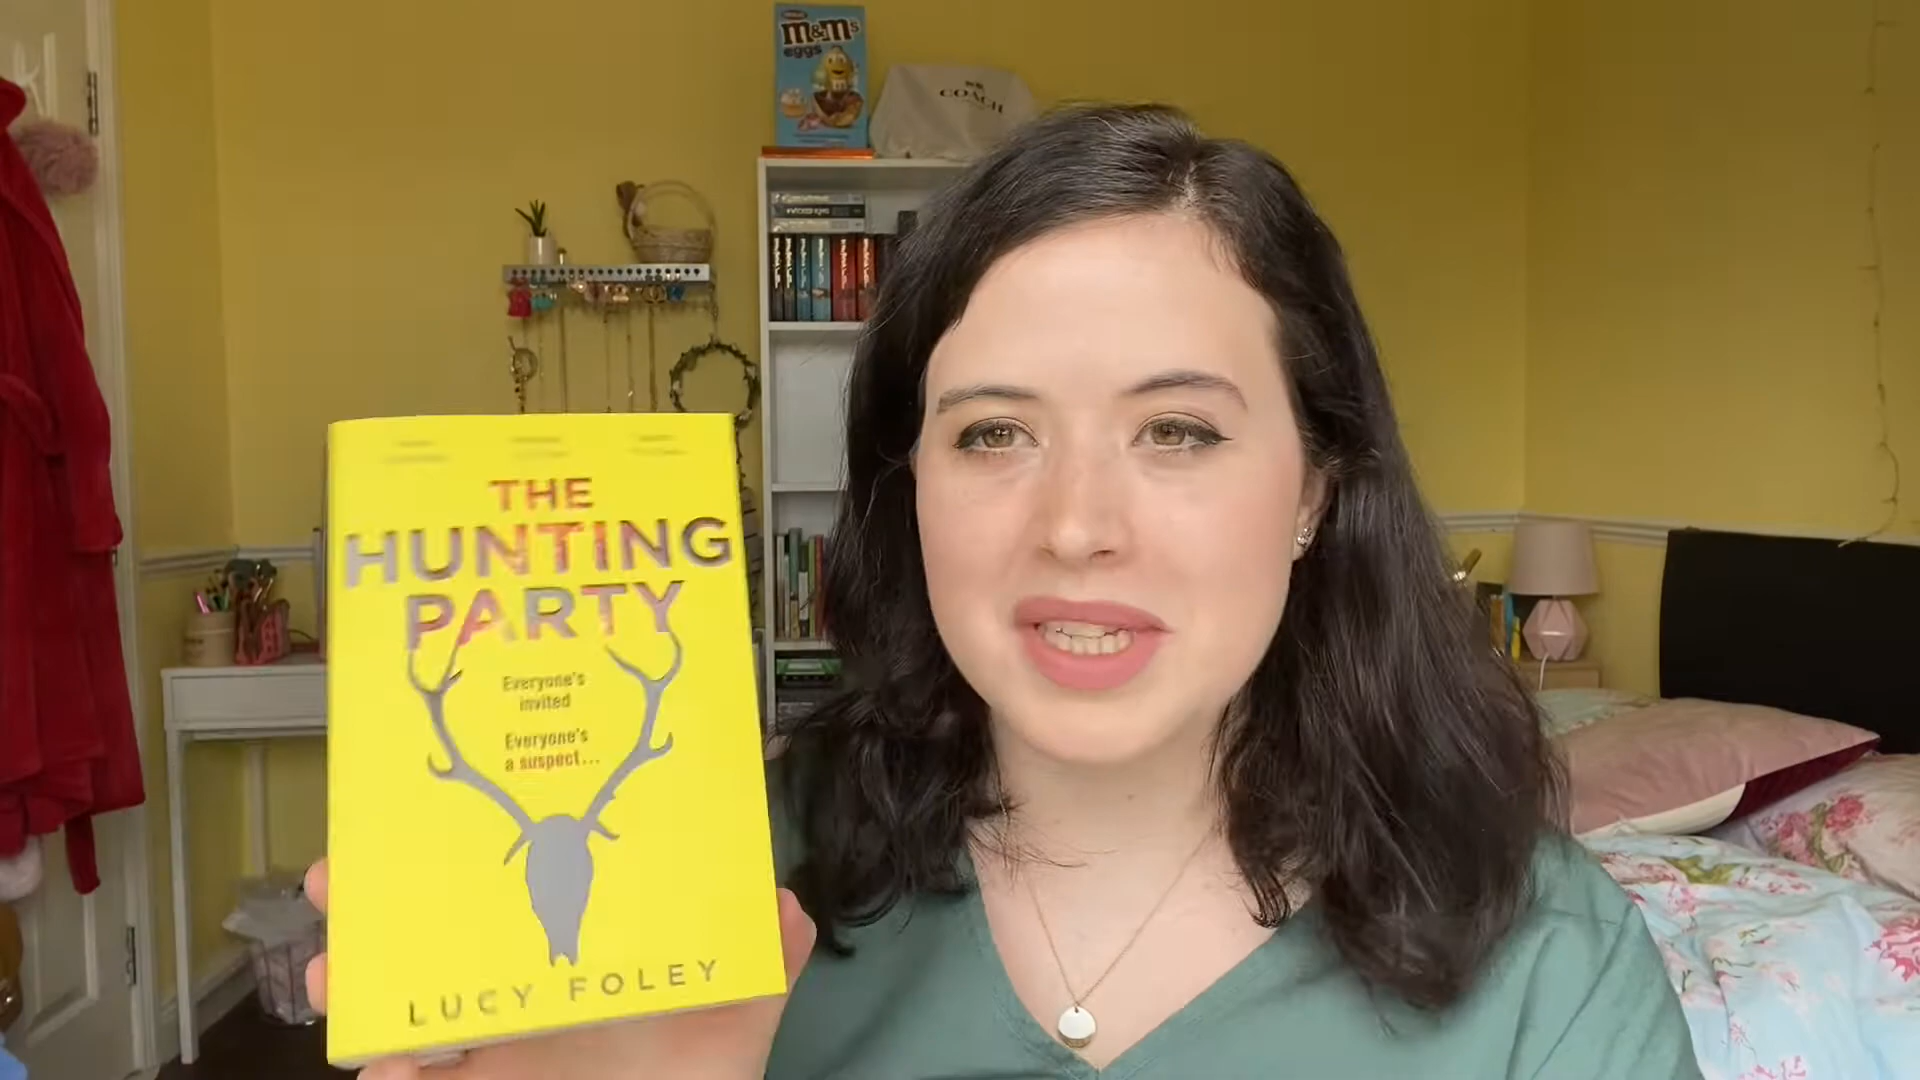 m&m's
eggs
COACH
THE
HUNTING
PARTY
Everyone's
invited
Everyone's
a suspect...
LUCY FOLEY